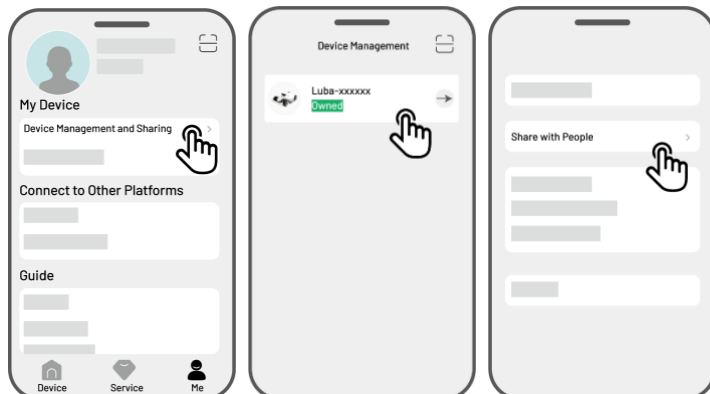 My Device
Device Management and Sharing
Connect to Other Platforms
Guide
Device
Service
Me
Device Management
Luba-xxxxxx
Owned
Share with People